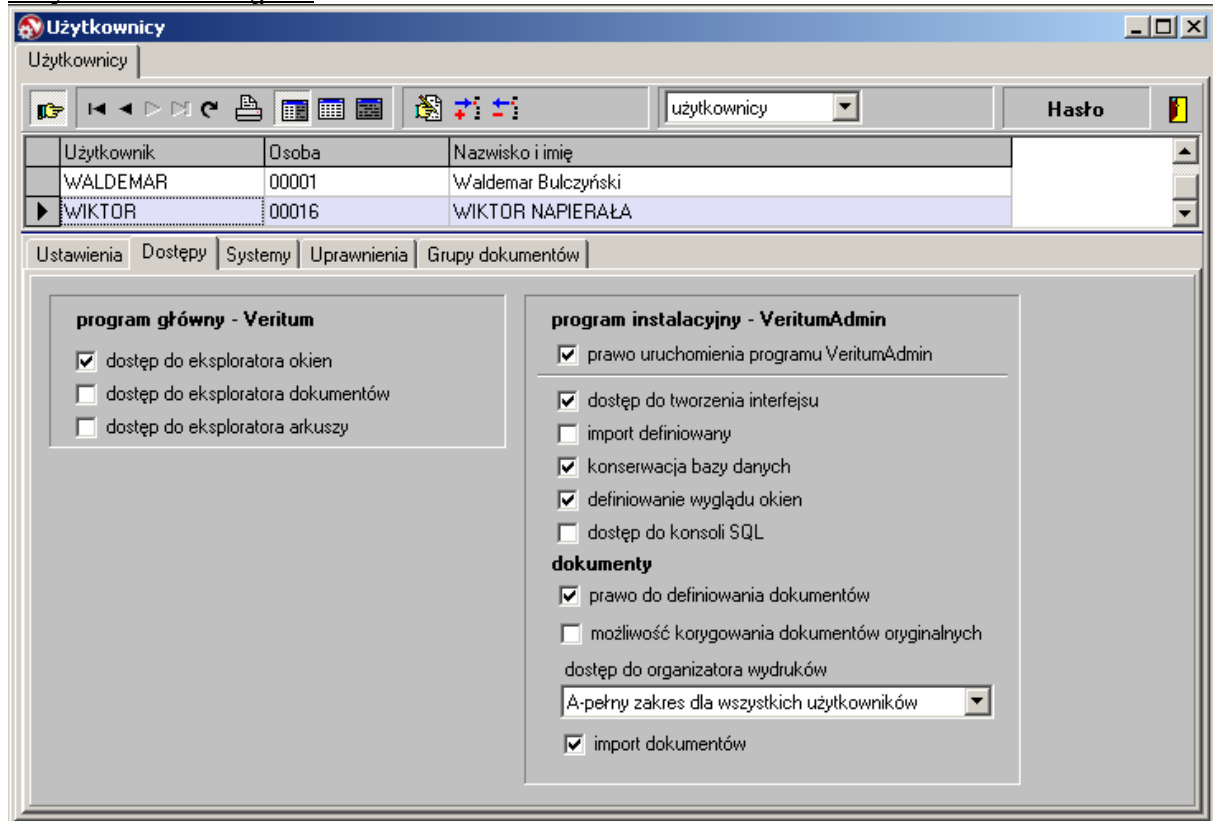 Użytkownicy
Użytkownicy
użytkownicy
Hasło
Użytkownik Osoba Nazwisko i imię
WALDEMAR 00001 Waldemar Bulczyński
WIKTOR 00016 WIKTOR NAPIERAŁA
Ustawienia Dostępy Systemy Uprawnienia Grupy dokumentów
program główny - Veritum
dostęp do eksploratora okien
dostęp do eksploratora dokumentów
dostęp do eksploratora arkuszy
program instalacyjny - VeritumAdmin
prawo uruchomienia programu VeritumAdmin
dostęp do tworzenia interfejsu
import definiowany
konserwacja bazy danych
definiowanie wyglądu okien
dostęp do konsoli SQL
dokumenty
prawo do definiowania dokumentów
możliwość korygowania dokumentów oryginalnych
dostęp do organizatora wydruków
A-pełny zakres dla wszystkich użytkowników
import dokumentów